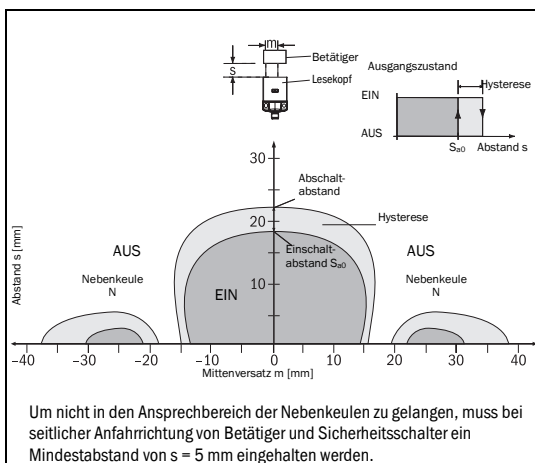 m
Betätiger
S
Lesekopf
Ausgangszustand
Hysterese
EIN
AUS
Sa0
Abstand s
30
Abschalt-
abstand
20
Hysterese
AUS
Einschalt-
abstand Sa0
AUS
Nebenkeule
N
EIN
10
Nebenkeule
N
Abstand s [mm]
−40 −30 −20 −10 0 10 20 30 40
Mittenversatz m [mm]
Um nicht in den Ansprechbereich der Nebenkeulen zu gelangen, muss bei
seitlicher Anfahrrichtung von Betätiger und Sicherheitsschalter ein
Mindestabstand von s = 5 mm eingehalten werden.